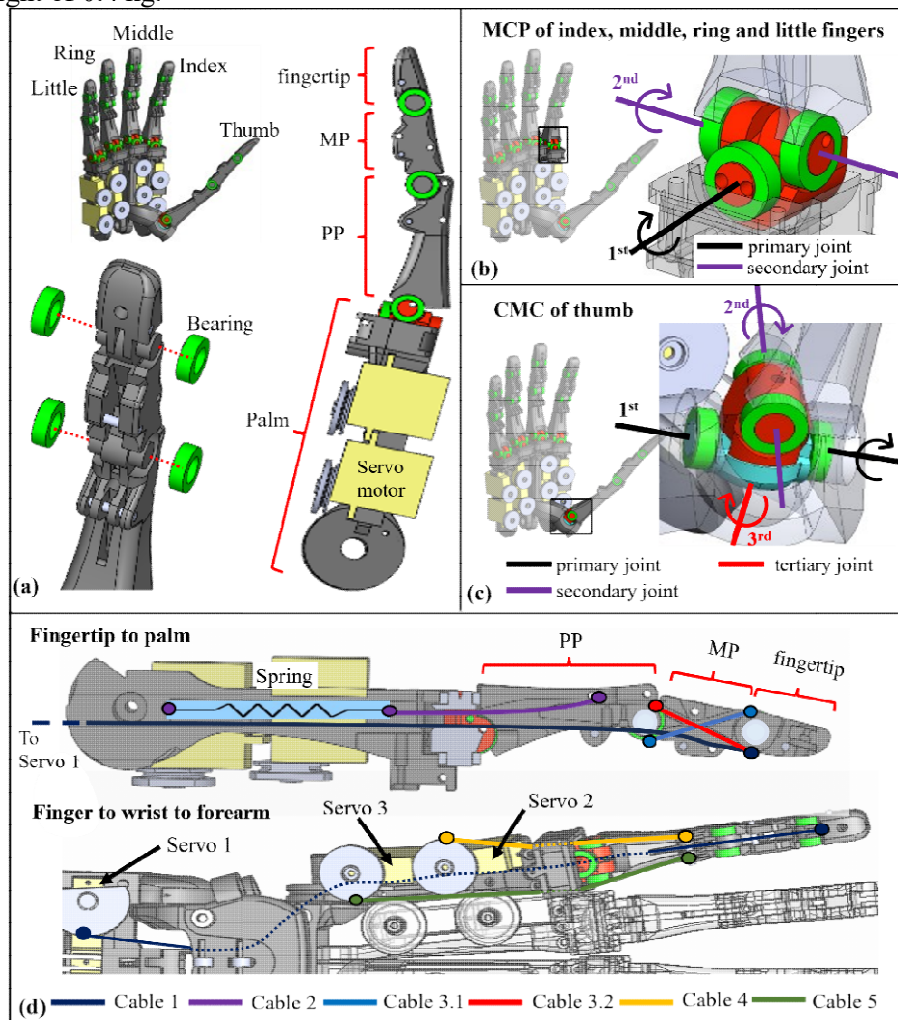 Middle
Ring
Little
Index
Thumb
fingertip
MP
PP
Palm
Servo
motor
Bearing
(a)
MCP of index, middle, ring and little fingers
2nd
1st
primary joint
secondary joint
(b)
CMC of thumb
2nd
1st
3rd
primary joint
tertiary joint
secondary joint
(c)
Fingertip to palm
PP
MP
fingertip
Spring
To
Servo 1
Finger to wrist to forearm
Servo 3
Servo 2
Servo 1
(d)
Cable 1
Cable 2
Cable 3.1
Cable 3.2
Cable 4
Cable 5